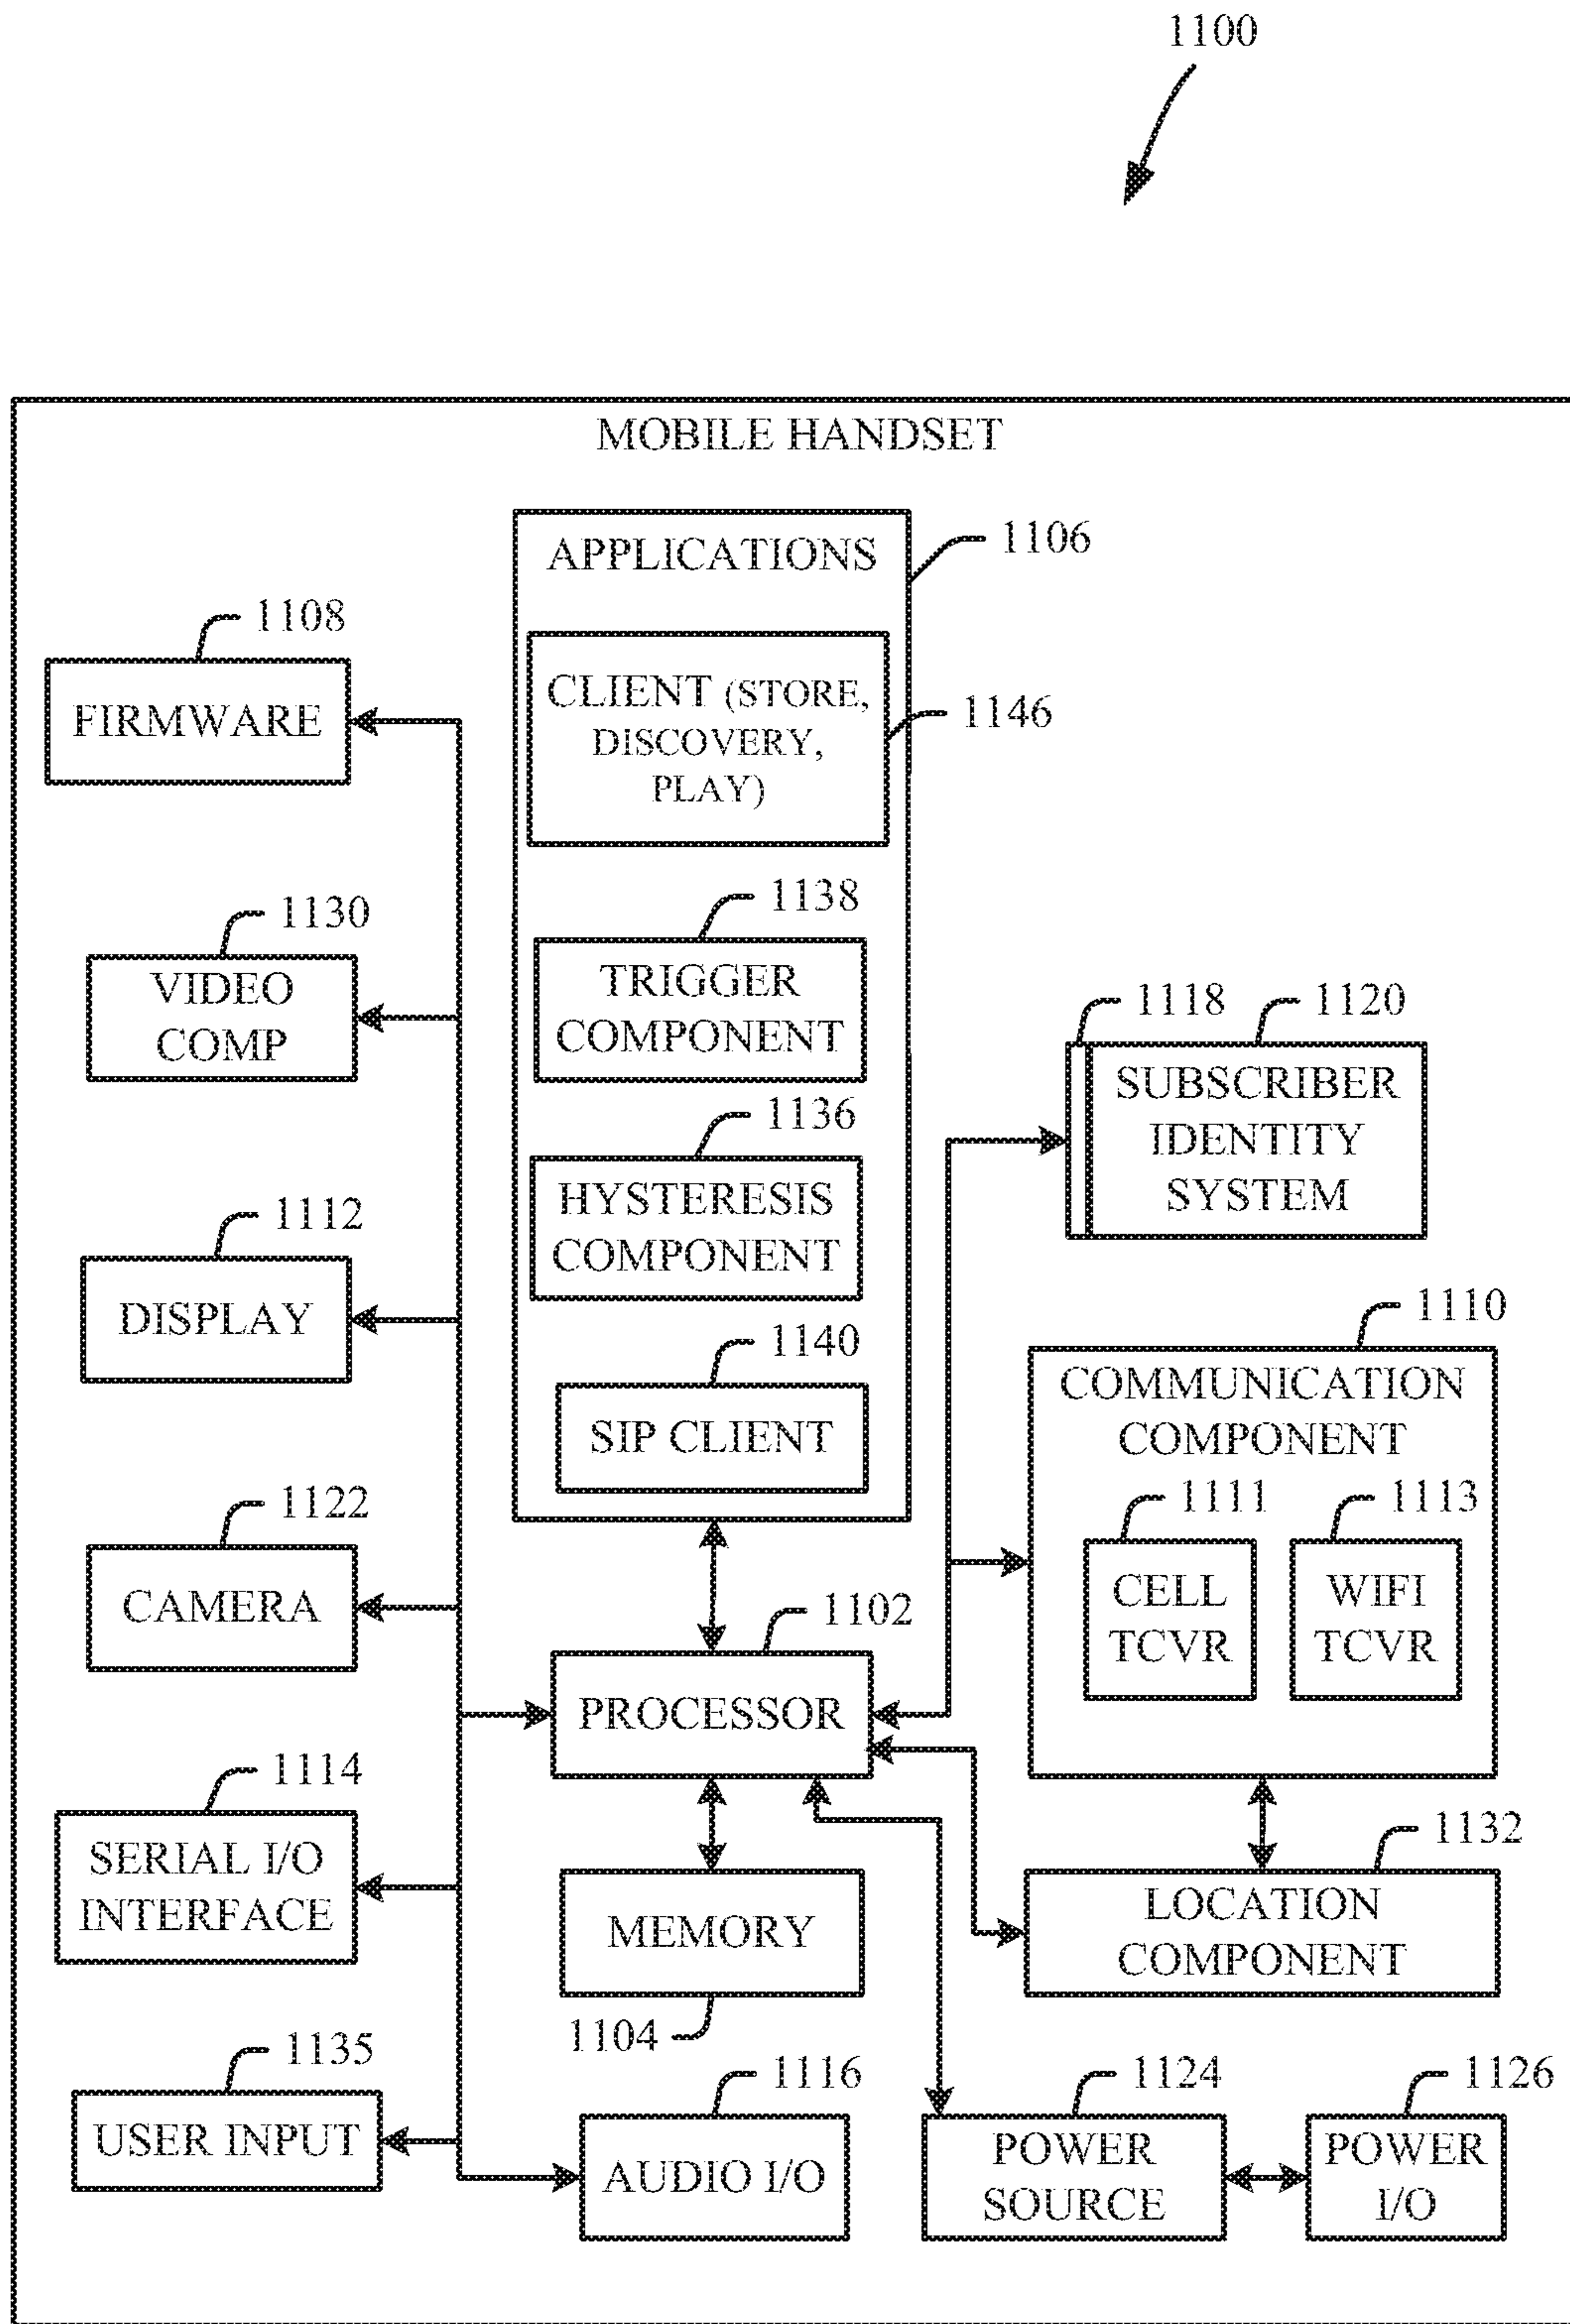 1100
MOBILE HANDSET
APPLICATIONS
1106
1108
FIRMWARE
CLIENT (STORE,
DISCOVERY,
PLAY)
1146
1130
VIDEO
COMP
1138
TRIGGER
COMPONENT
1118
1120
SUBSCRIBER
IDENTITY
SYSTEM
1136
HYSTERESIS
COMPONENT
1112
DISPLAY
1140
SIP CLIENT
1110
COMMUNICATION
COMPONENT
1111
CELL
TCVR
1113
WIFI
TCVR
1122
CAMERA
1102
PROCESSOR
1114
SERIAL I/O
INTERFACE
MEMORY
1104
1132
LOCATION
COMPONENT
1135
USER INPUT
1116
AUDIO I/O
1124
POWER
SOURCE
1126
POWER
I/O